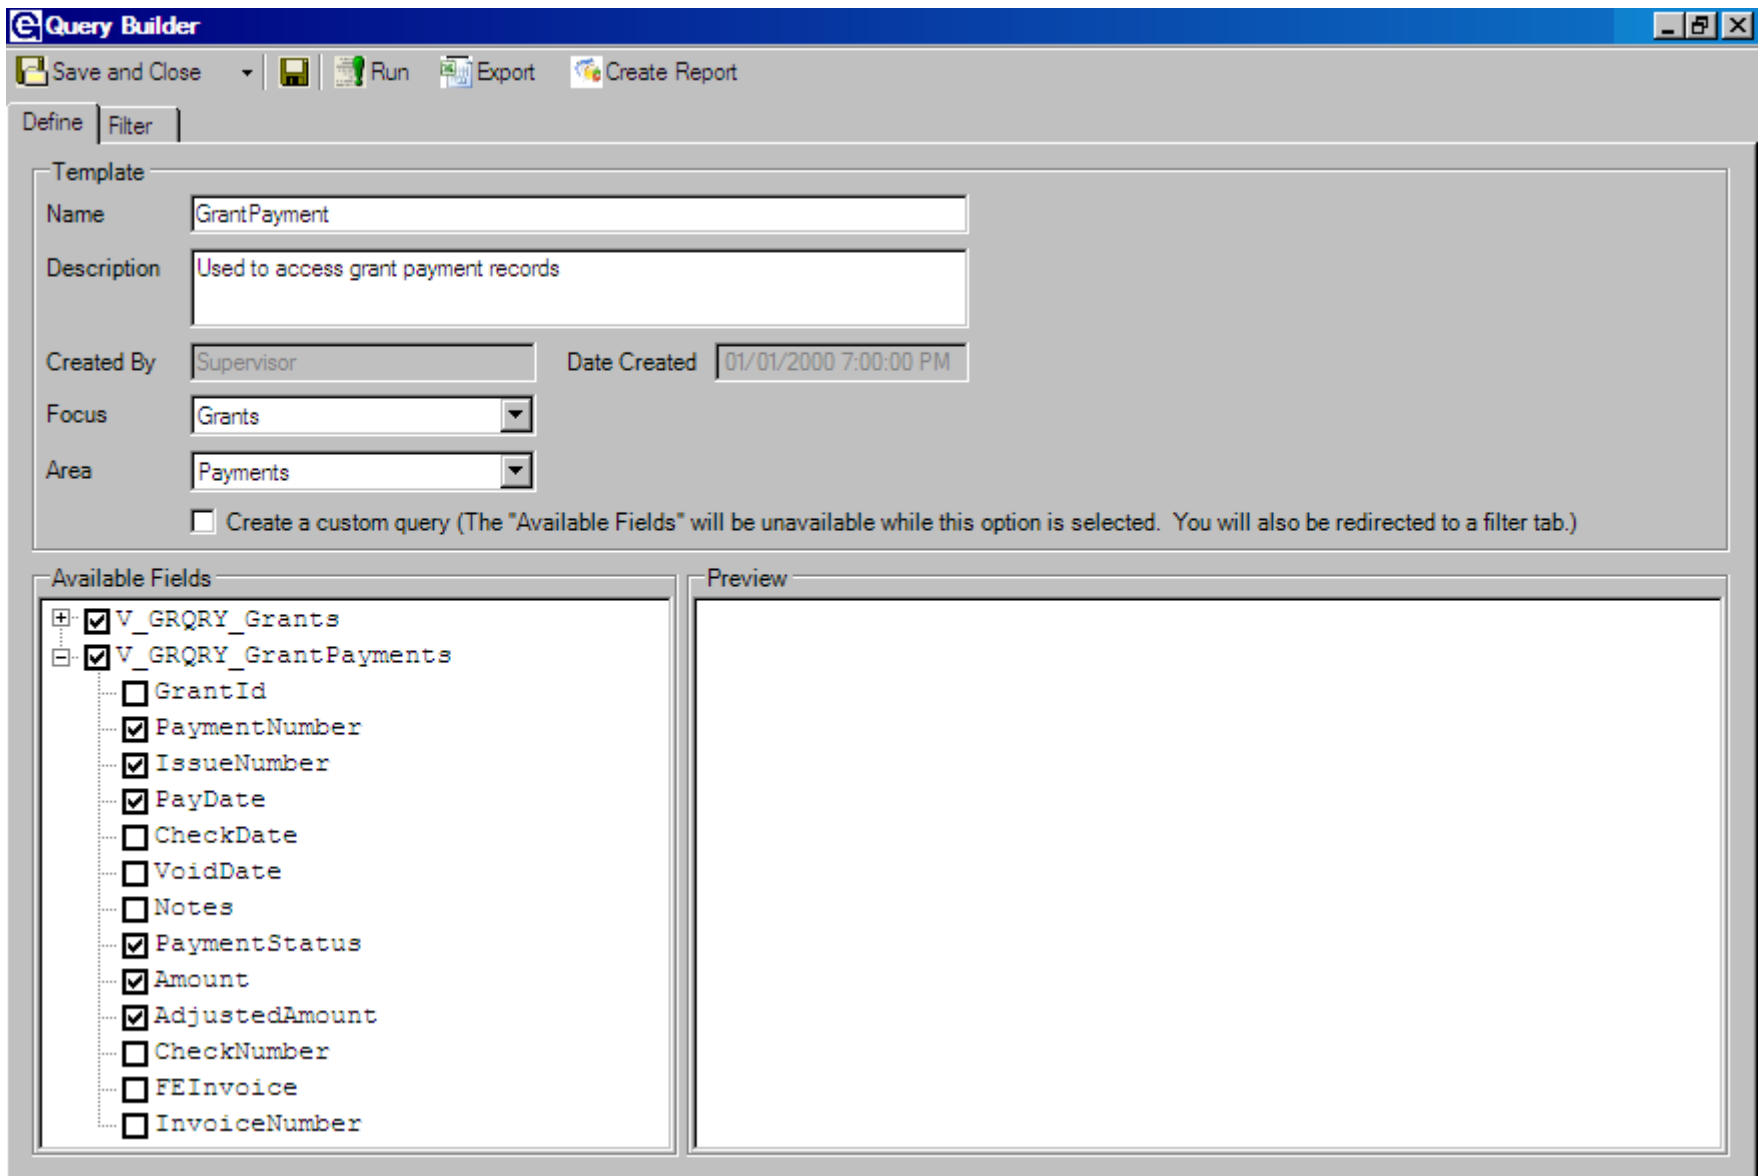 Query Builder
Save and Close Run Export Create Report
Define Filter
Template
Name GrantPayment
Description Used to access grant payment records
Created By Supervisor Date Created 01/01/2000 7:00:00 PM
Focus Grants
Area Payments
Create a custom query (The "Available Fields" will be unavailable while this option is selected. You will also be redirected to a filter tab.)
Available Fields Preview
V_GRQRY_Grants
V_GRQRY_GrantPayments
GrantId
PaymentNumber
IssueNumber
PayDate
CheckDate
VoidDate
Notes
PaymentStatus
Amount
AdjustedAmount
CheckNumber
FEInvoice
InvoiceNumber